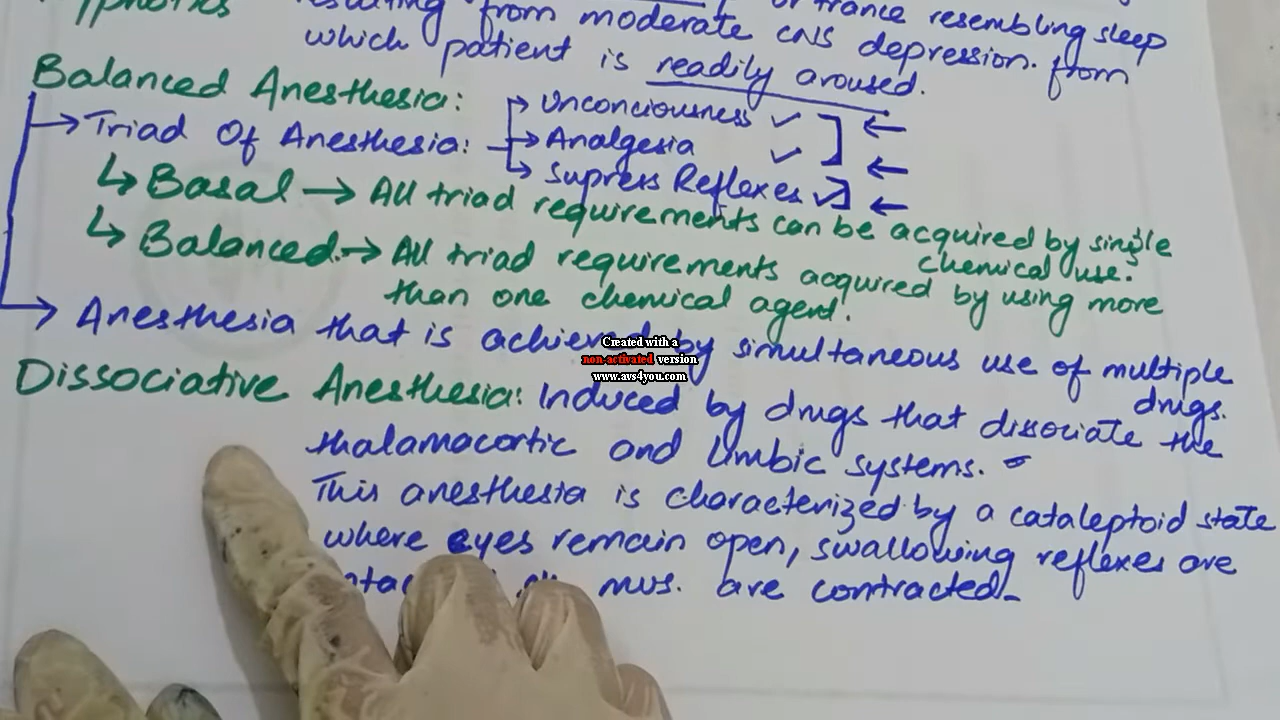 from moderate CNS depression. from
or trance resembling sleep
which patient is readily aroused.
Balanced Anesthesia:
→ Triad Of Anesthesia: → Unconciousness ✓
→ Analgesia ✓
→ Supress Reflexes ✓
↳ Basal → All triad requirements can be acquired by single
chemical use.
↳ Balanced → All triad requirements acquired by using more
than one chemical agent.
→ Anesthesia that is achieved by simultaneous use of multiple
drugs.
Created with a
non-activated version
www.avs4you.com
Dissociative Anesthesia: Induced by drugs that dissociate the
thalamocortic and limbic systems.
This anesthesia is characterized by a cataleptoid state
where eyes remain open, swallowing reflexes are
mus. are contracted